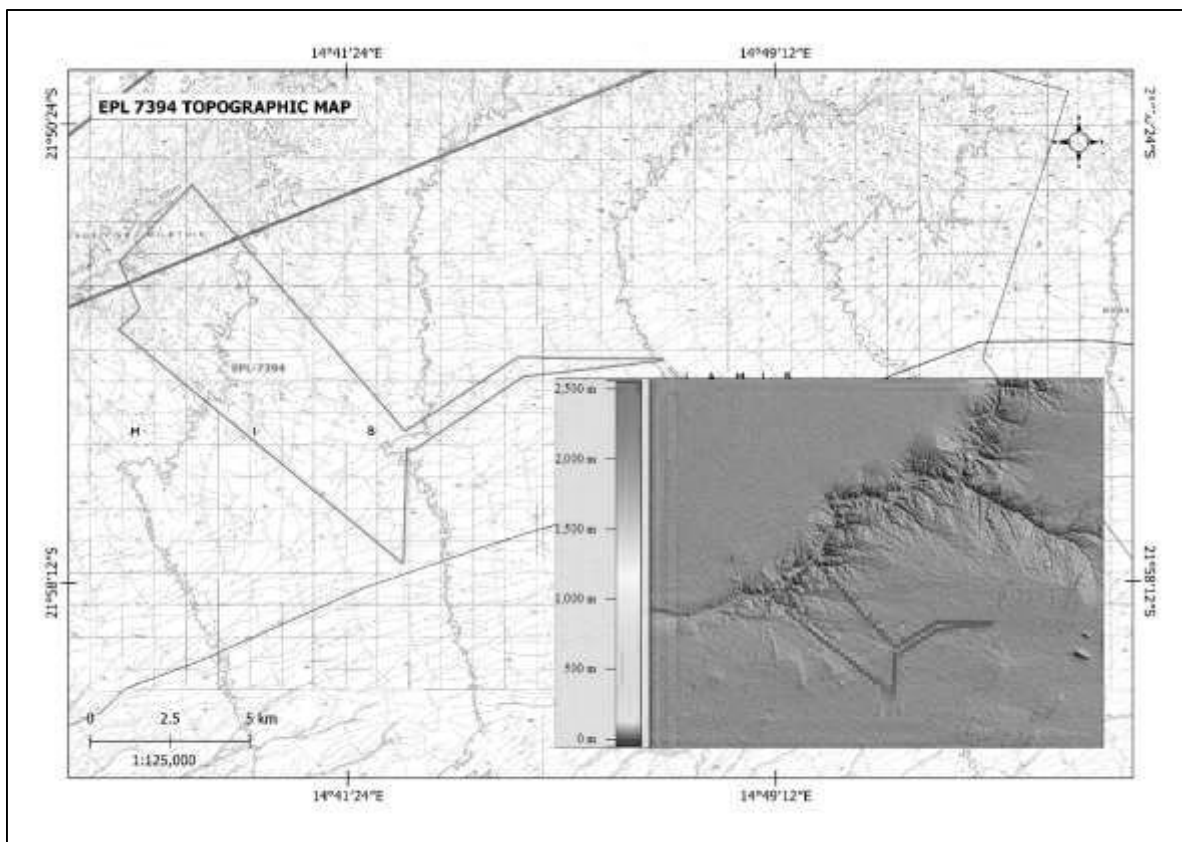 14°41'24"E 14°49'12"E
EPL 7394 TOPOGRAPHIC MAP
21°50'24"S
24"S
EPL-7394
M I B
A M I B
2,500 m
2,000 m
1,500 m
1,000 m
500 m
0 m
21°58'12"S 21°58'12"S
0 2.5 5 km
1:125,000
14°41'24"E 14°49'12"E